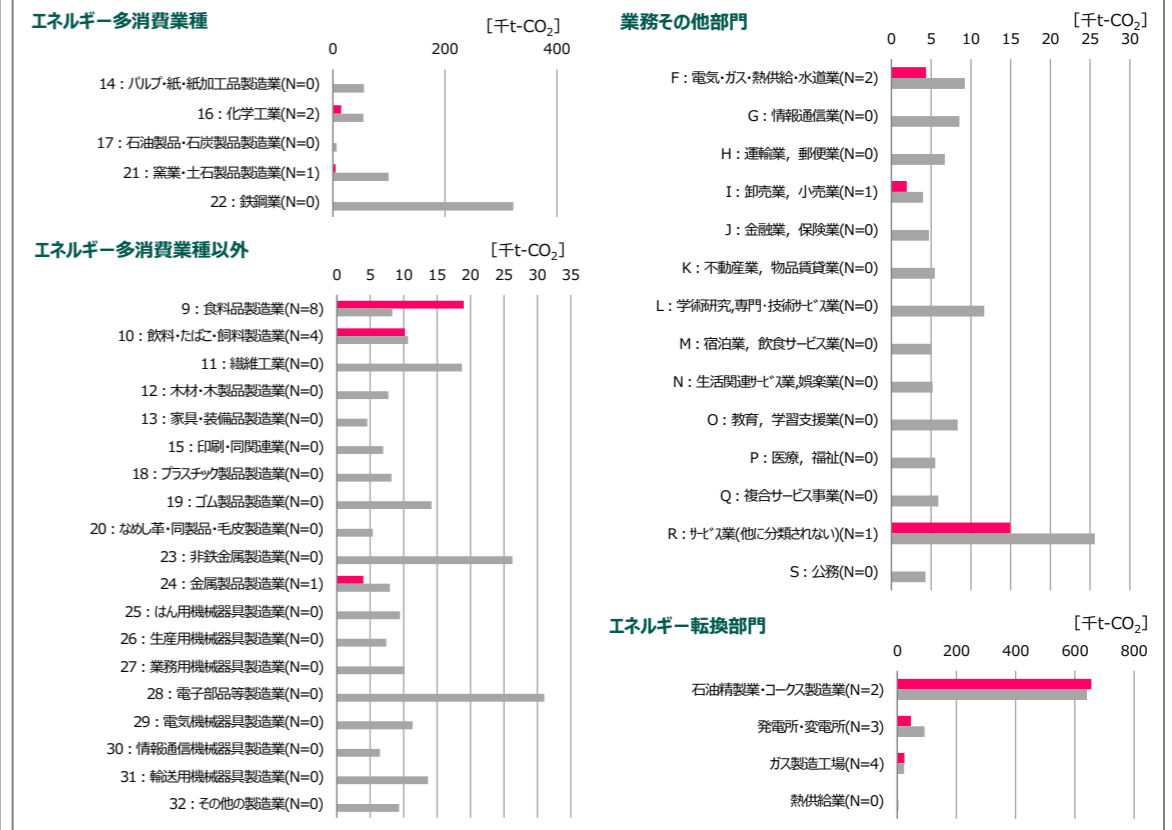 エネルギー多消費業種
[千t-CO₂]
0 200 400
14：パルプ・紙・紙加工品製造業(N=0)
16：化学工業(N=2)
17：石油製品・石炭製品製造業(N=0)
21：窯業・土石製品製造業(N=1)
22：鉄鋼業(N=0)
エネルギー多消費業種以外
[千t-CO₂]
0 5 10 15 20 25 30 35
9：食料品製造業(N=8)
10：飲料・たばこ・飼料製造業(N=4)
11：繊維工業(N=0)
12：木材・木製品製造業(N=0)
13：家具・装備品製造業(N=0)
15：印刷・同関連業(N=0)
18：プラスチック製品製造業(N=0)
19：ゴム製品製造業(N=0)
20：なめし革・同製品・毛皮製造業(N=0)
23：非鉄金属製造業(N=0)
24：金属製品製造業(N=1)
25：はん用機械器具製造業(N=0)
26：生産用機械器具製造業(N=0)
27：業務用機械器具製造業(N=0)
28：電子部品等製造業(N=0)
29：電気機械器具製造業(N=0)
30：情報通信機械器具製造業(N=0)
31：輸送用機械器具製造業(N=0)
32：その他の製造業(N=0)
業務その他部門
[千t-CO₂]
0 5 10 15 20 25 30
F：電気・ガス・熱供給・水道業(N=2)
G：情報通信業(N=0)
H：運輸業，郵便業(N=0)
I：卸売業，小売業(N=1)
J：金融業，保険業(N=0)
K：不動産業，物品賃貸業(N=0)
L：学術研究,専門・技術ｻｰﾋﾞｽ業(N=0)
M：宿泊業，飲食サービス業(N=0)
N：生活関連ｻｰﾋﾞｽ業,娯楽業(N=0)
O：教育，学習支援業(N=0)
P：医療，福祉(N=0)
Q：複合サービス事業(N=0)
R：ｻｰﾋﾞｽ業(他に分類されない)(N=1)
S：公務(N=0)
エネルギー転換部門
[千t-CO₂]
0 200 400 600 800
石油精製業・コークス製造業(N=2)
発電所・変電所(N=3)
ガス製造工場(N=4)
熱供給業(N=0)